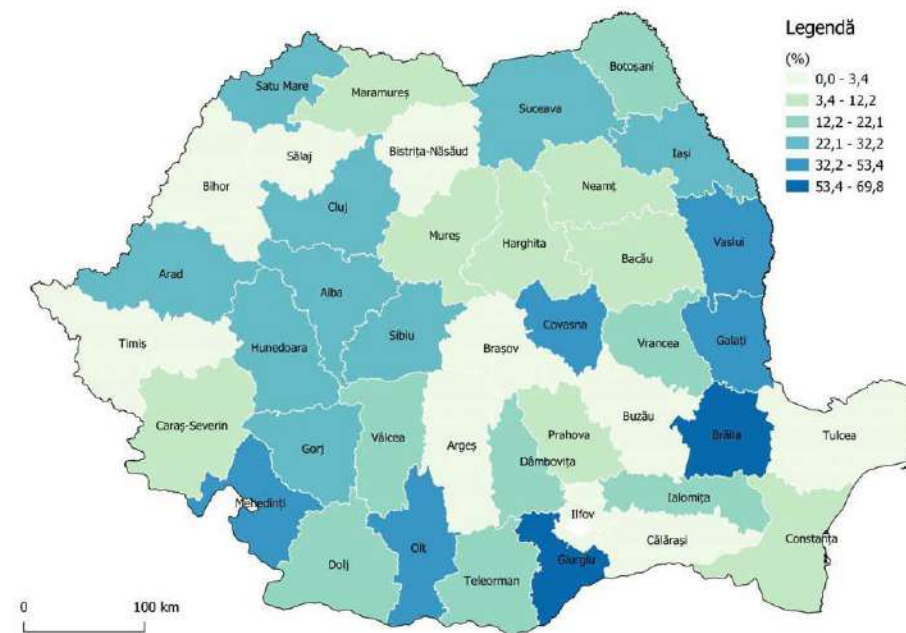 Legendă
(%)
0,0 - 3,4
3,4 - 12,2
12,2 - 22,1
22,1 - 32,2
32,2 - 53,4
53,4 - 69,8
Botoșani
Satu Mare
Maramureș
Suceava
Iași
Sălaj
Bistrița-Năsăud
Bihor
Neamț
Cluj
Mureș
Harghita
Vaslui
Bacău
Arad
Alba
Covasna
Sibiu
Timiș
Hunedoara
Brașov
Vrancea
Galați
Buzău
Caraș-Severin
Prahova
Brăila
Tulcea
Vâlcea
Argeș
Gorj
Dâmbovița
Ialomița
Mehedinți
Ilfov
Călărași
Constanța
Olt
Giurgiu
Dolj
Teleorman
0
100 km